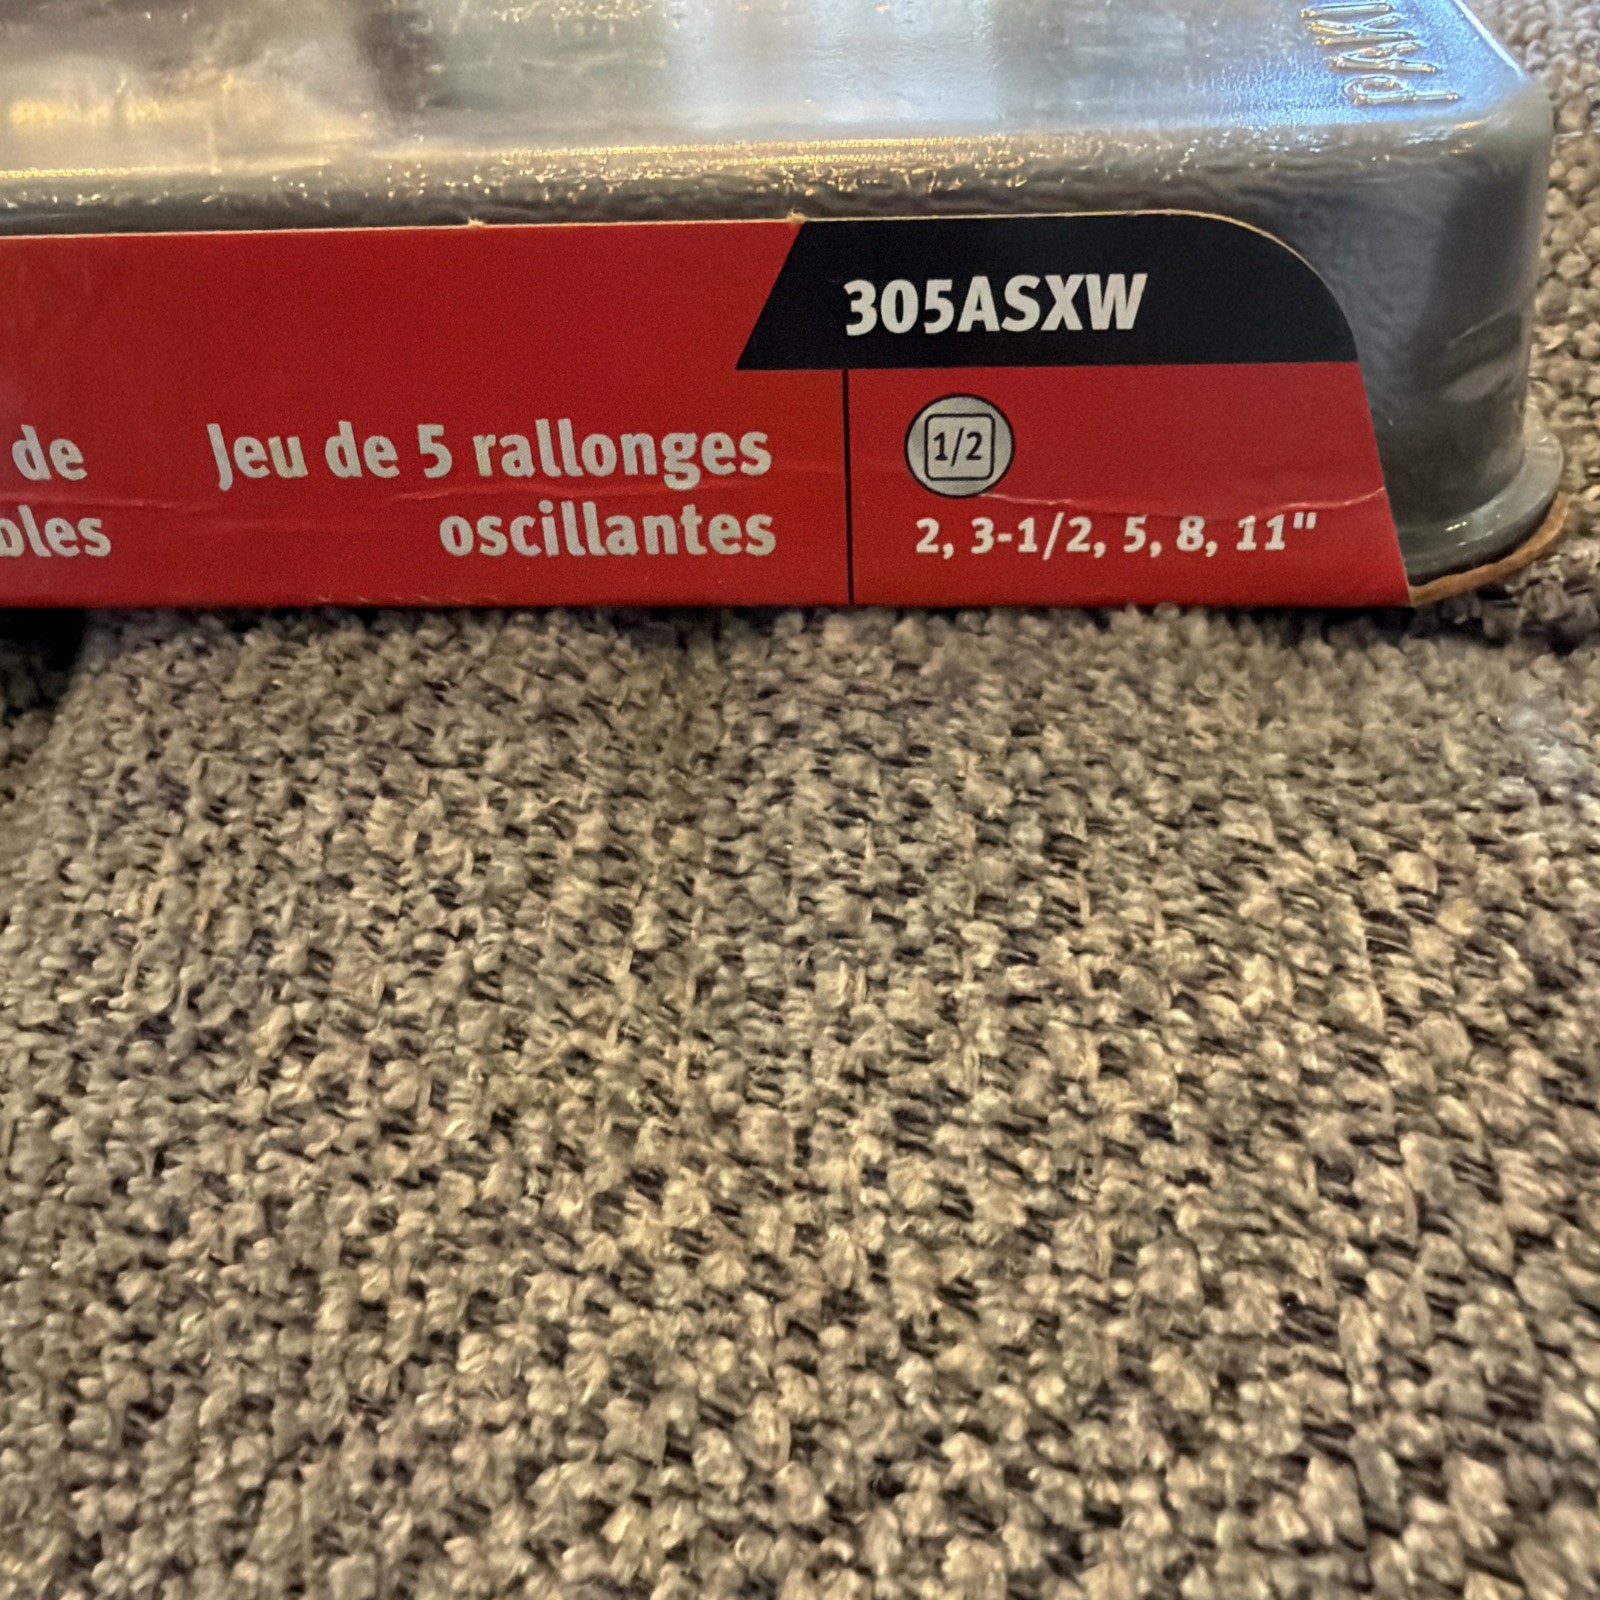 305ASXW
de
Jeu de 5 rallonges
oscillantes
1/2
2, 3-1/2, 5, 8, 11"